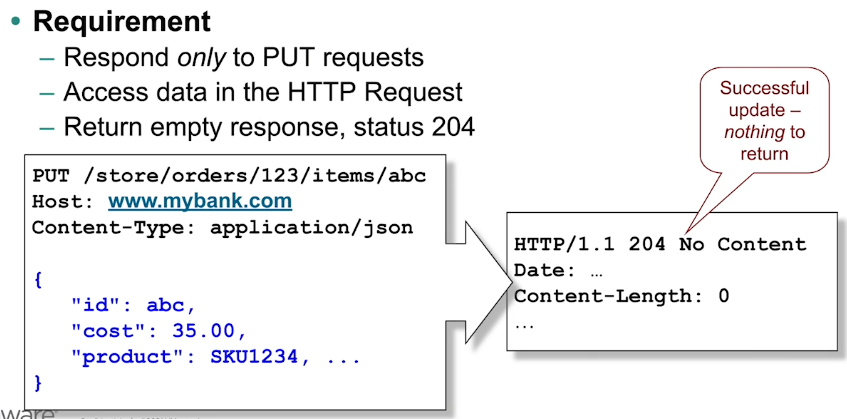 • Requirement
– Respond only to PUT requests
– Access data in the HTTP Request
– Return empty response, status 204
Successful
update –
nothing to
return
PUT /store/orders/123/items/abc
Host: www.mybank.com
Content-Type: application/json
{
"id": abc,
"cost": 35.00,
"product": SKU1234, ...
}
HTTP/1.1 204 No Content
Date: …
Content-Length: 0
…